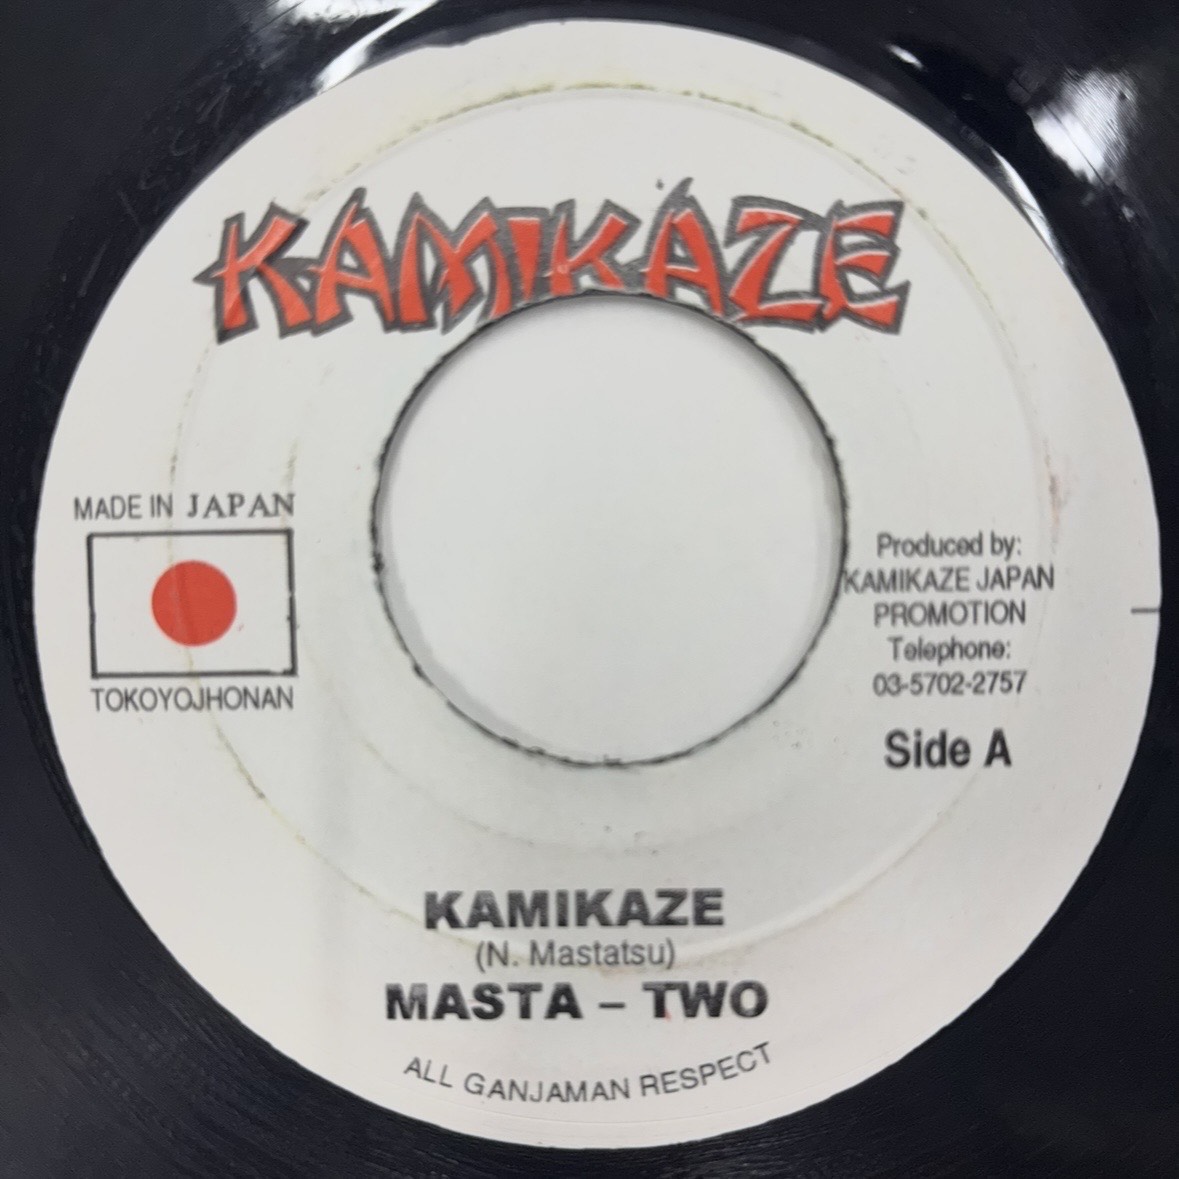 KAMIKAZE
MADE IN JAPAN
TOKOYOJHONAN
Produced by:
KAMIKAZE JAPAN
PROMOTION
Telephone:
03-5702-2757
Side A
KAMIKAZE
(N. Mastatsu)
MASTA – TWO
ALL GANJAMAN RESPECT